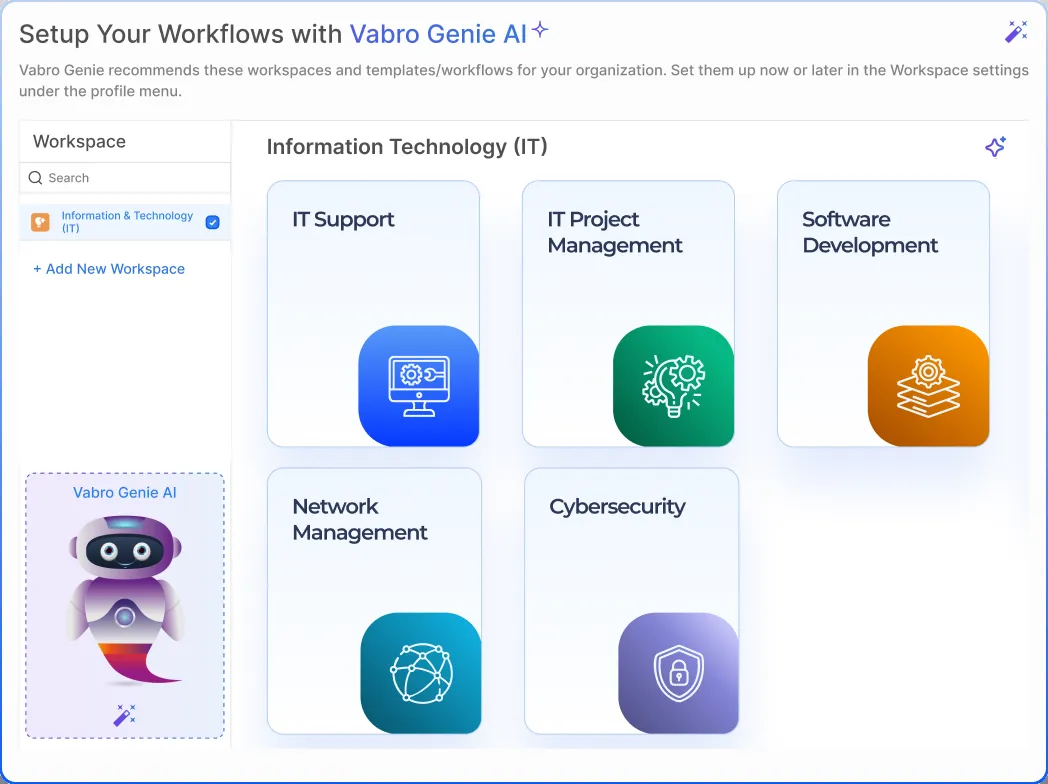 Setup Your Workflows with Vabro Genie AI
Vabro Genie recommends these workspaces and templates/workflows for your organization. Set them up now or later in the Workspace settings
under the profile menu.
Workspace
Search
Information & Technology
(IT)
+ Add New Workspace
Vabro Genie AI
Information Technology (IT)
IT Support
IT Project
Management
Software
Development
Network
Management
Cybersecurity